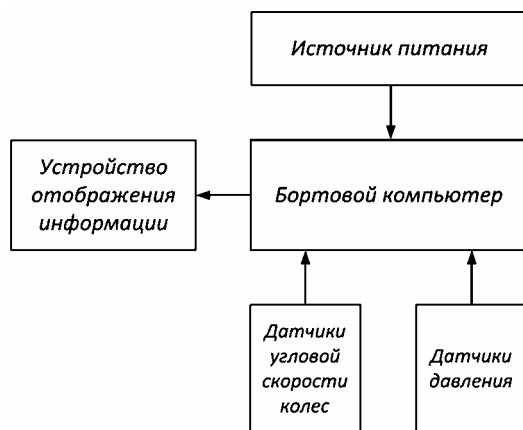 Источник питания
Устройство
отображения
информации
Бортовой компьютер
Датчики
угловой
скорости
колес
Датчики
давления